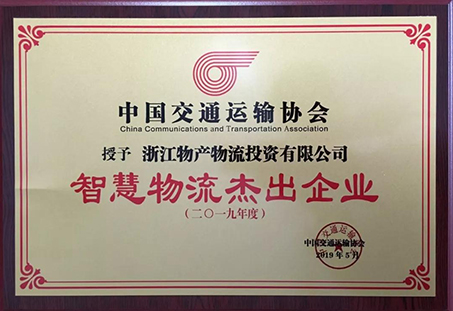 中国交通运输协会
China Communications and Transportation Association
授予 浙江物产物流投资有限公司
智慧物流杰出企业
(二〇一九年度)
中国交通运输协会
2019年5月